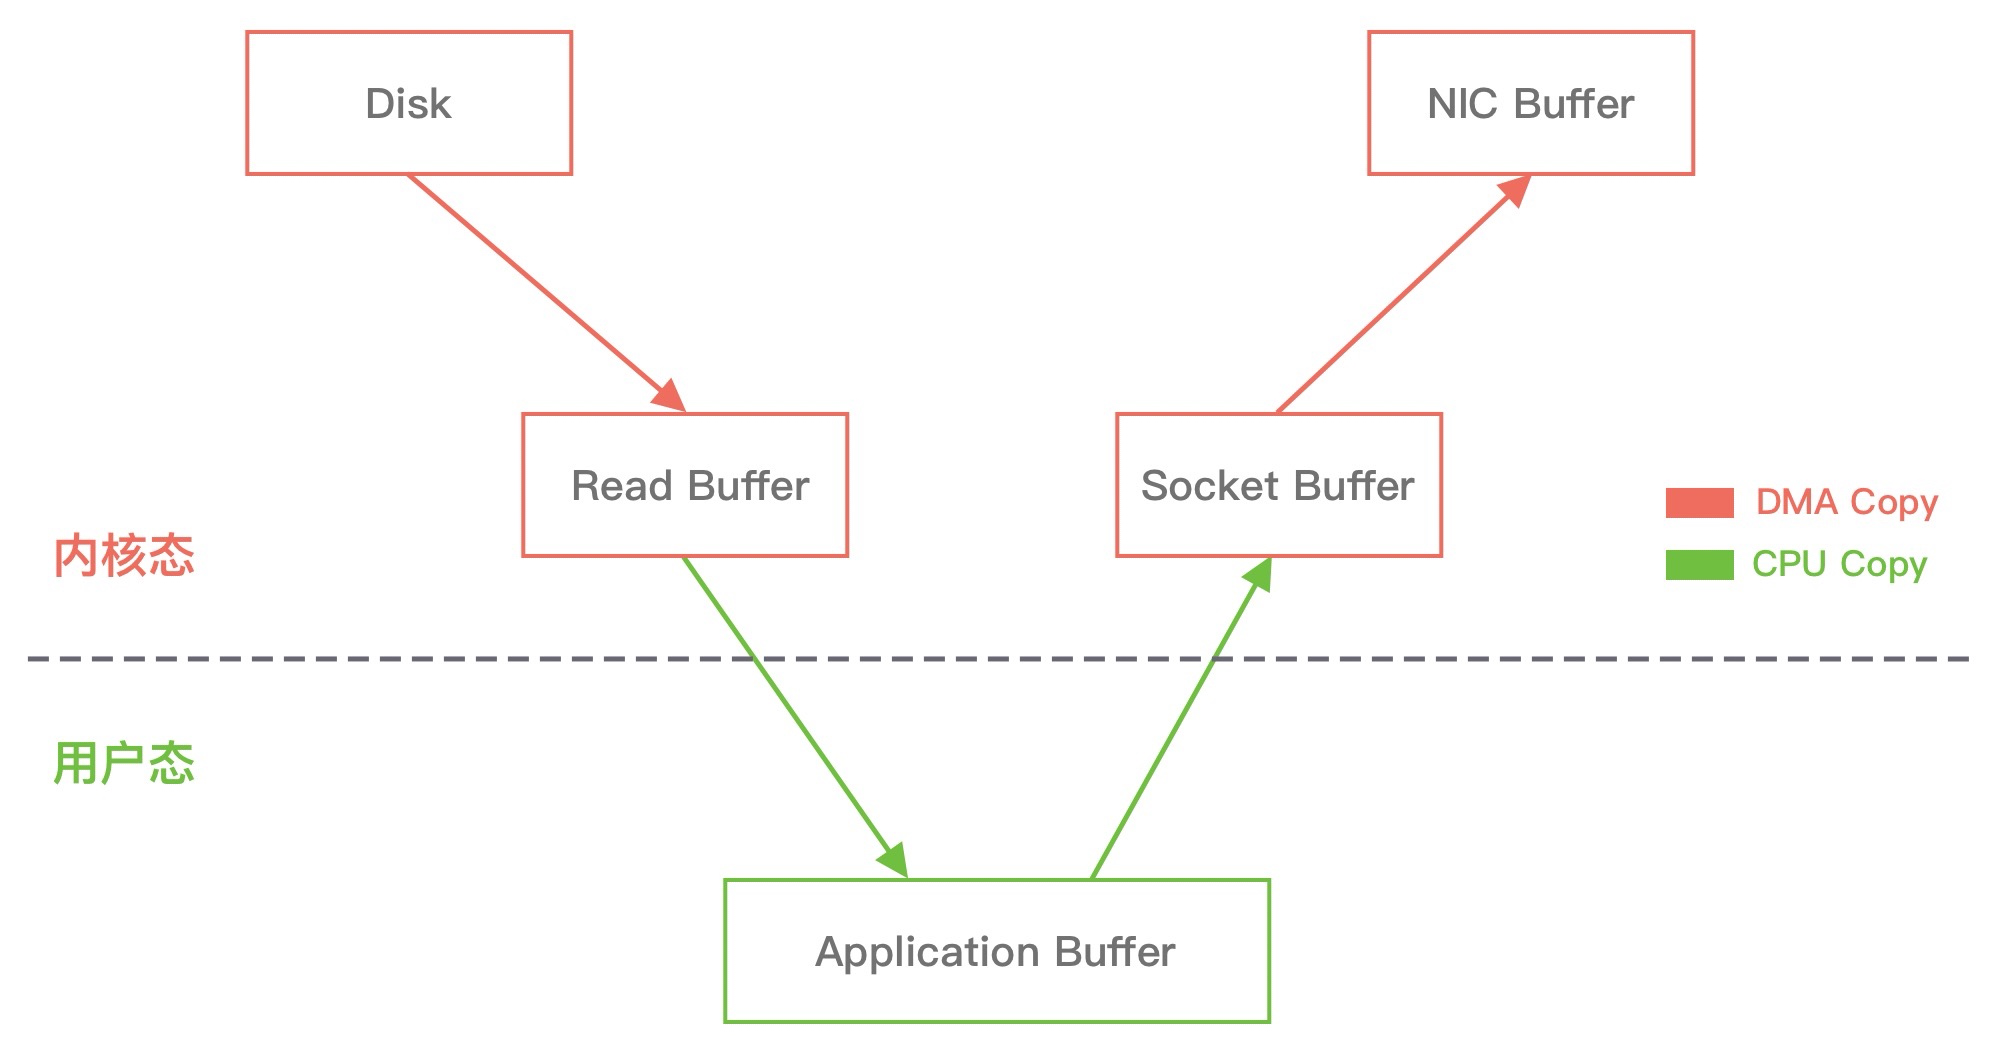 Disk
NIC Buffer
Read Buffer
Socket Buffer
DMA Copy
CPU Copy
内核态
用户态
Application Buffer